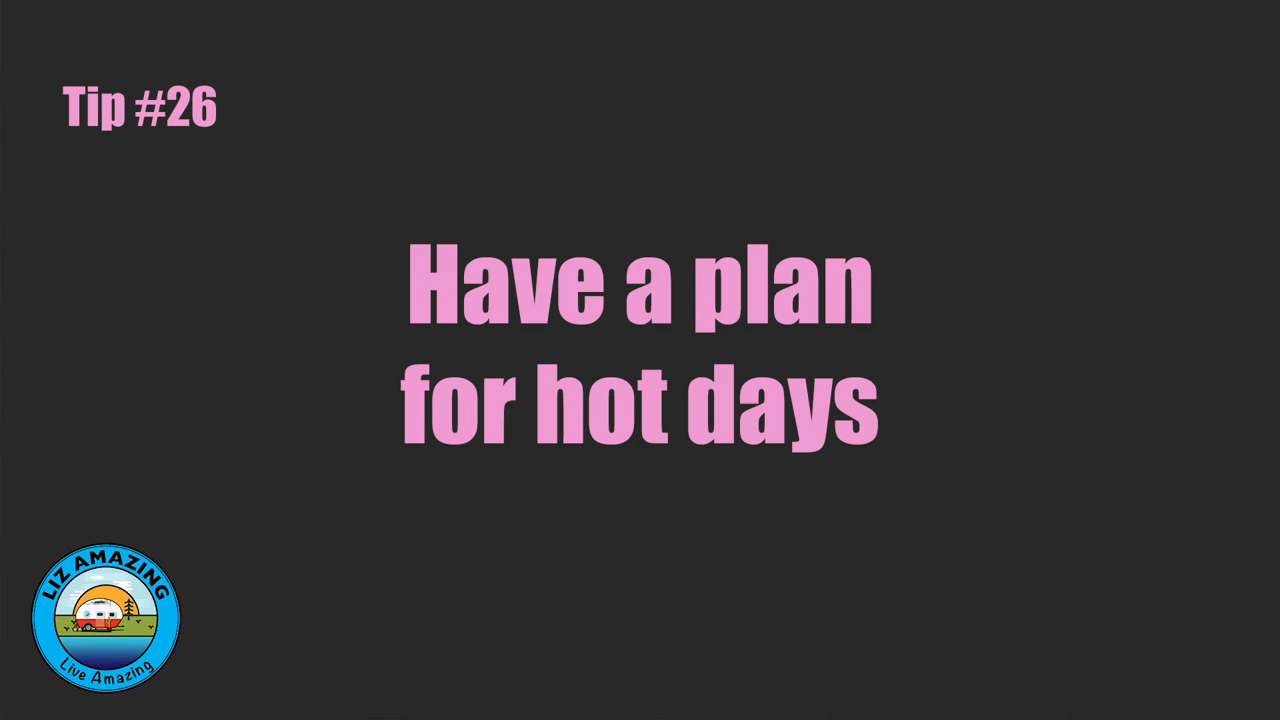 Tip #26
Have a plan
for hot days
LIZ AMAZING
Live Amazing